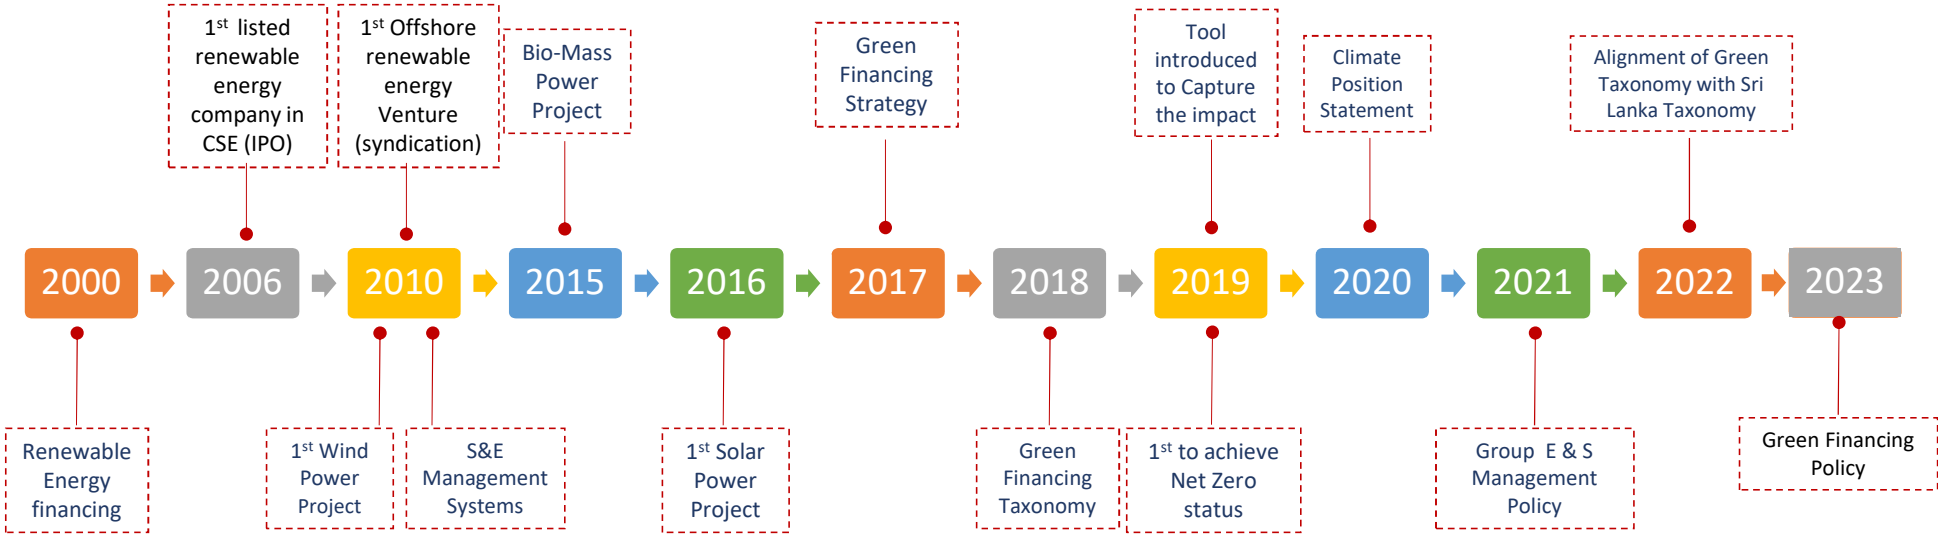 1st listed
renewable
energy
company in
CSE (IPO)
1st Offshore
renewable
energy
Venture
(syndication)
Bio-Mass
Power
Project
Green
Financing
Strategy
Tool
introduced
to Capture
the impact
Climate
Position
Statement
Alignment of Green
Taxonomy with Sri
Lanka Taxonomy
2000
2006
2010
2015
2016
2017
2018
2019
2020
2021
2022
2023
Renewable
Energy
financing
1st Wind
Power
Project
S&E
Management
Systems
1st Solar
Power
Project
Green
Financing
Taxonomy
1st to achieve
Net Zero
status
Group E & S
Management
Policy
Green Financing
Policy